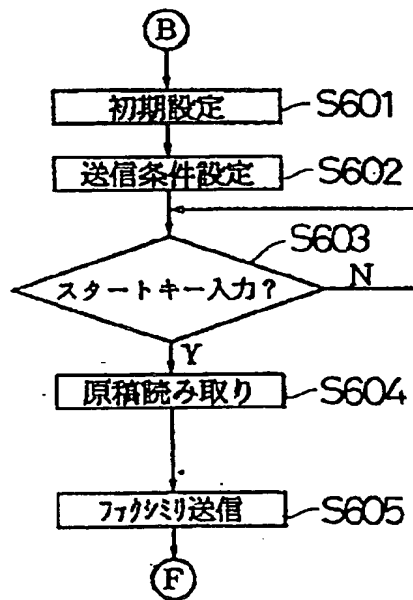 B
初期設定 S601
送信条件設定 S602
S603
スタートキー入力? N
Y
原稿読み取り S604
ファクシミリ送信 S605
F